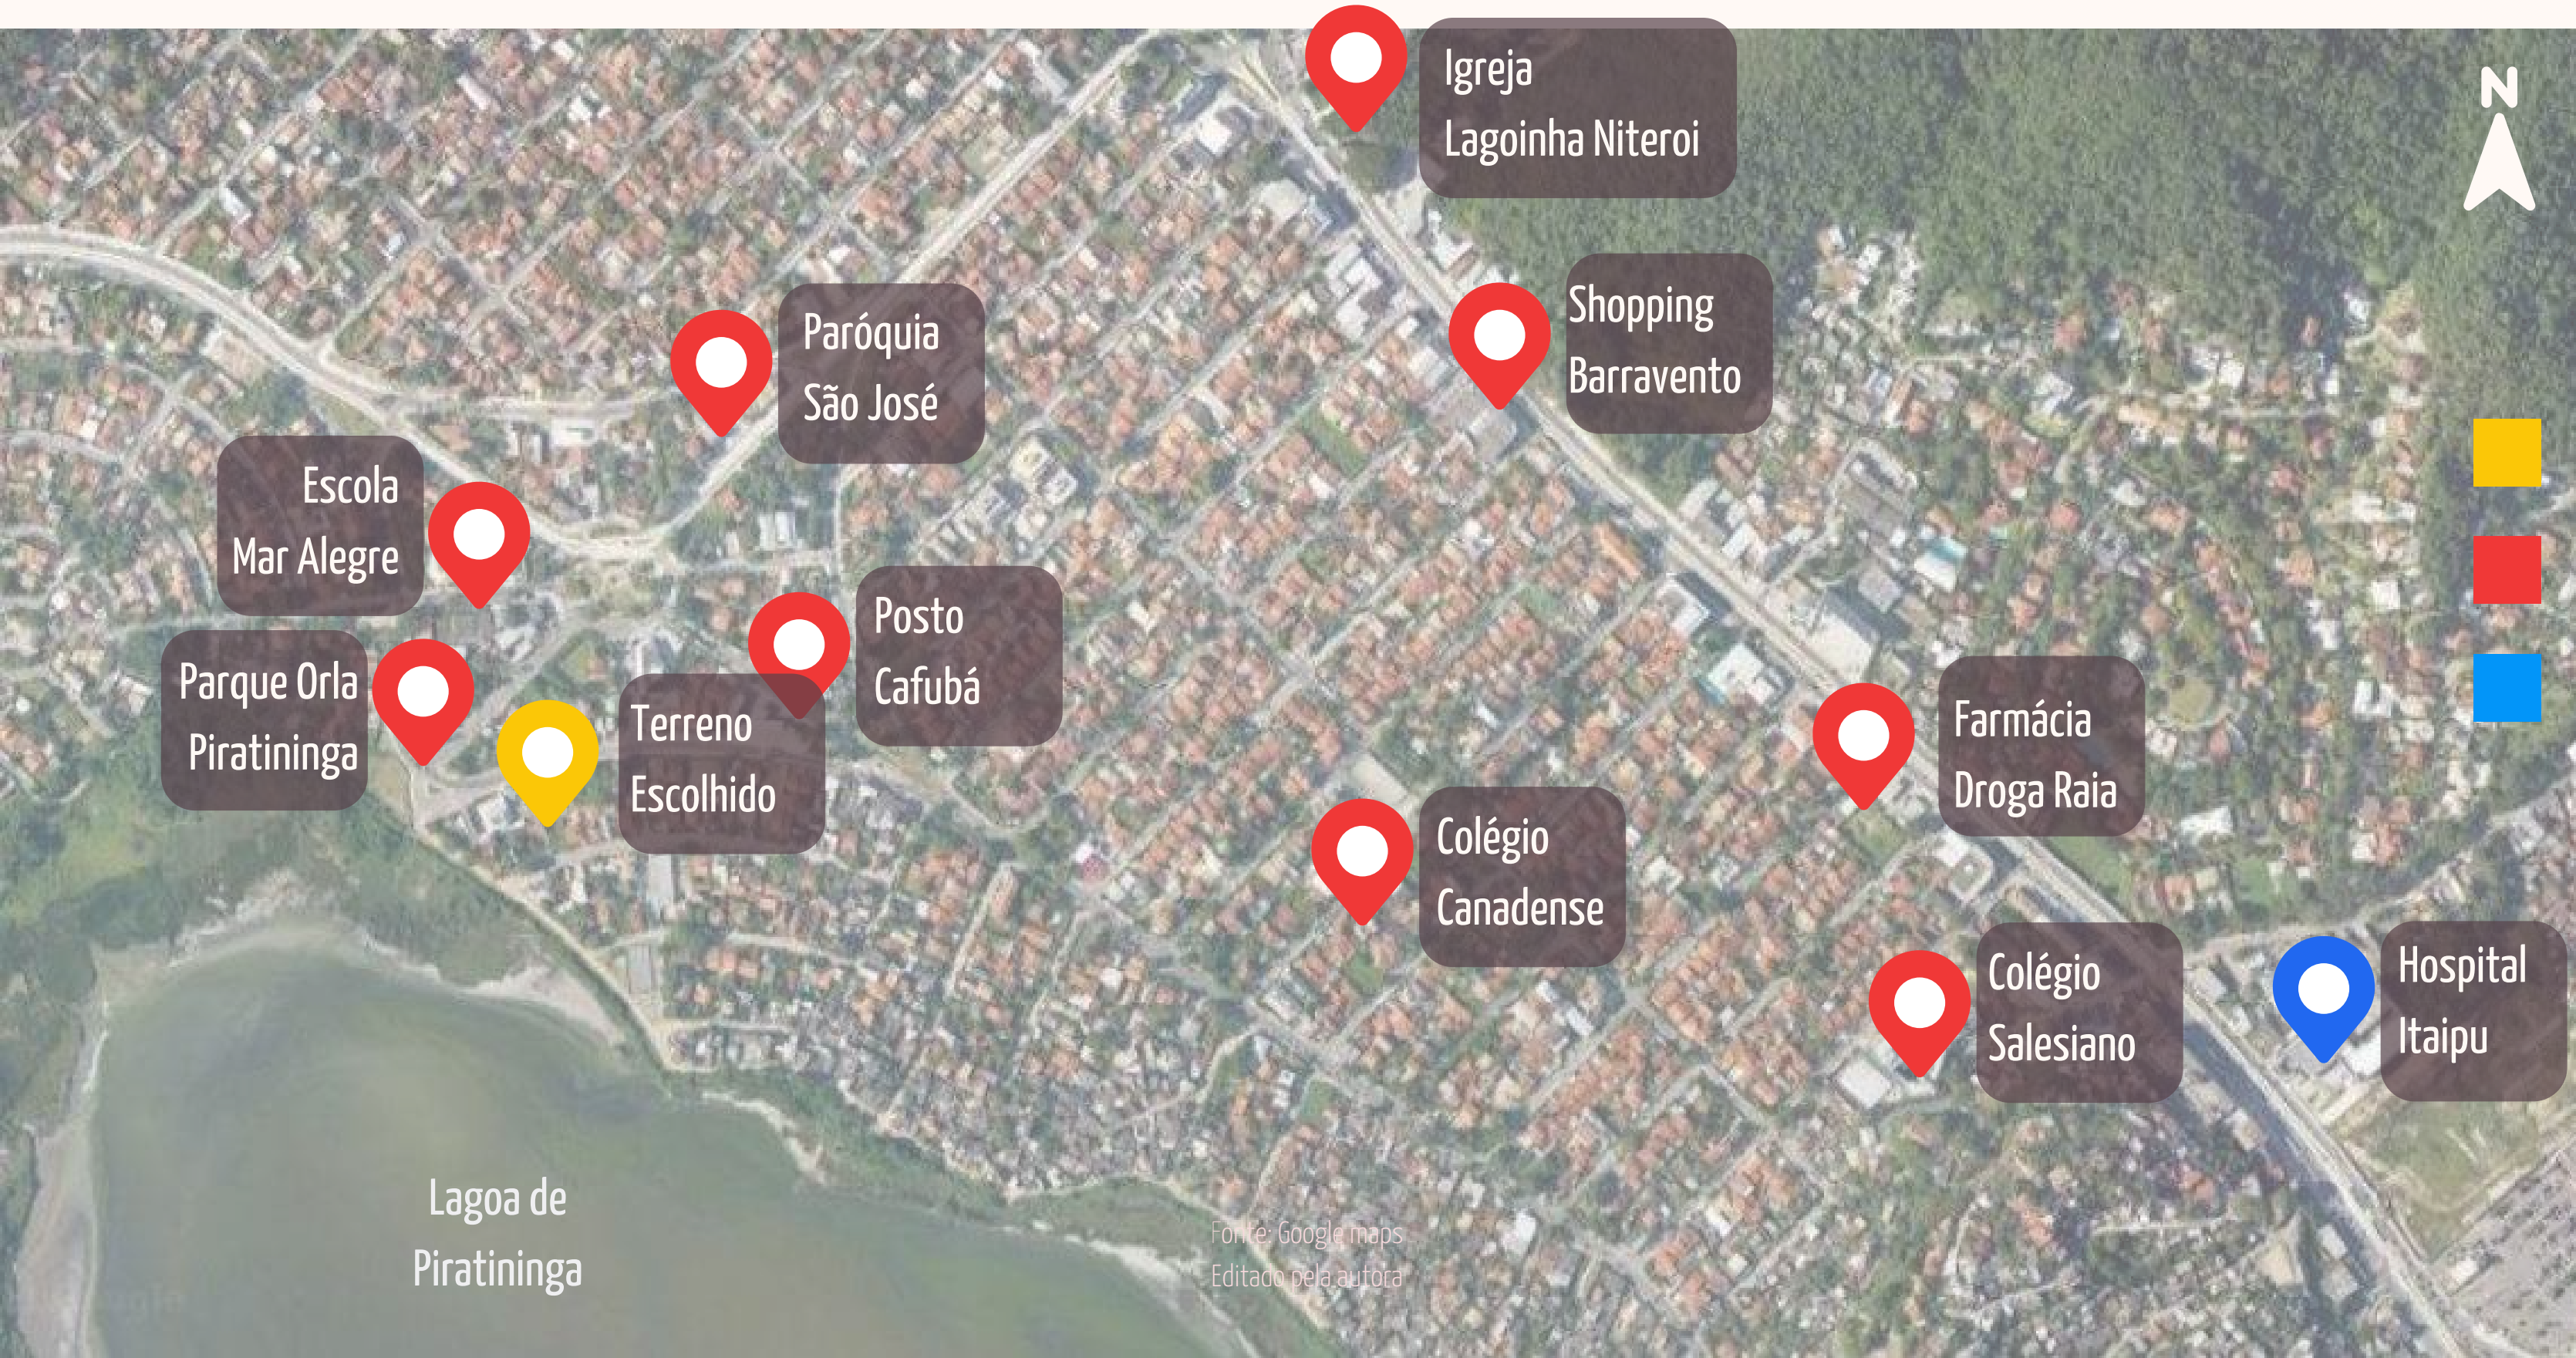 Igreja
Lagoinha Niteroi
N
Shopping
Barravento
Paróquia
São José
Escola
Mar Alegre
Posto
Cafubá
Parque Orla
Piratininga
Terreno
Escolhido
Farmácia
Droga Raia
Colégio
Canadense
Colégio
Salesiano
Hospital
Itaipu
Lagoa de
Piratininga
Fonte: Google maps
Editado pela autora